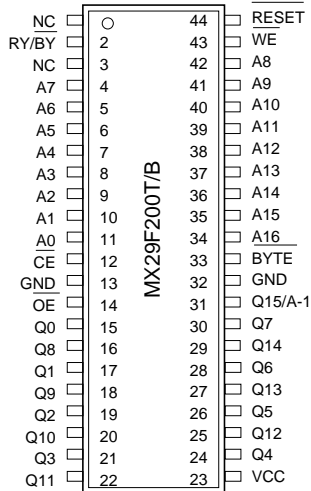 NC 1 44 RESET
RY/BY 2 43 WE
NC 3 42 A8
A7 4 41 A9
A6 5 40 A10
A5 6 39 A11
A4 7 38 A12
A3 8 37 A13
A2 9 36 A14
A1 10 35 A15
A0 11 34 A16
CE 12 33 BYTE
GND 13 32 GND
OE 14 31 Q15/A-1
Q0 15 30 Q7
Q8 16 29 Q14
Q1 17 28 Q6
Q9 18 27 Q13
Q2 19 26 Q5
Q10 20 25 Q12
Q3 21 24 Q4
Q11 22 23 VCC
MX29F200T/B